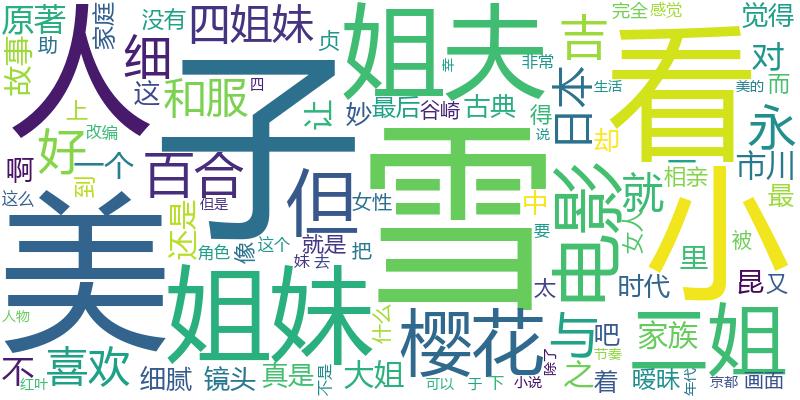 原著
没有
四姐妹
姐夫
吉
完全
感觉
觉得
家庭
助
人
细
贞
非常
看
对
故事
这
和服
四
子
让
妙
最后
谷崎
古典
幸
日本
生活
美的
而
上
得
说
却
永
好
改编
啊
一个
百合
但
雪
电影
就
一
市川
到
相亲
最
这么
美
还是
但是
女性
中
小
女人
角色
像
这个
就是
把
要
里
被
姐妹
妹
去
什么
太
时代
昆
又
人物
樱花
与
吧
家族
二姐
不
喜欢
节奏
红叶
细腻
镜头
真是
不是
大姐
可以
于
下
小说
除了
之
着
暧昧
年代
京都
画面